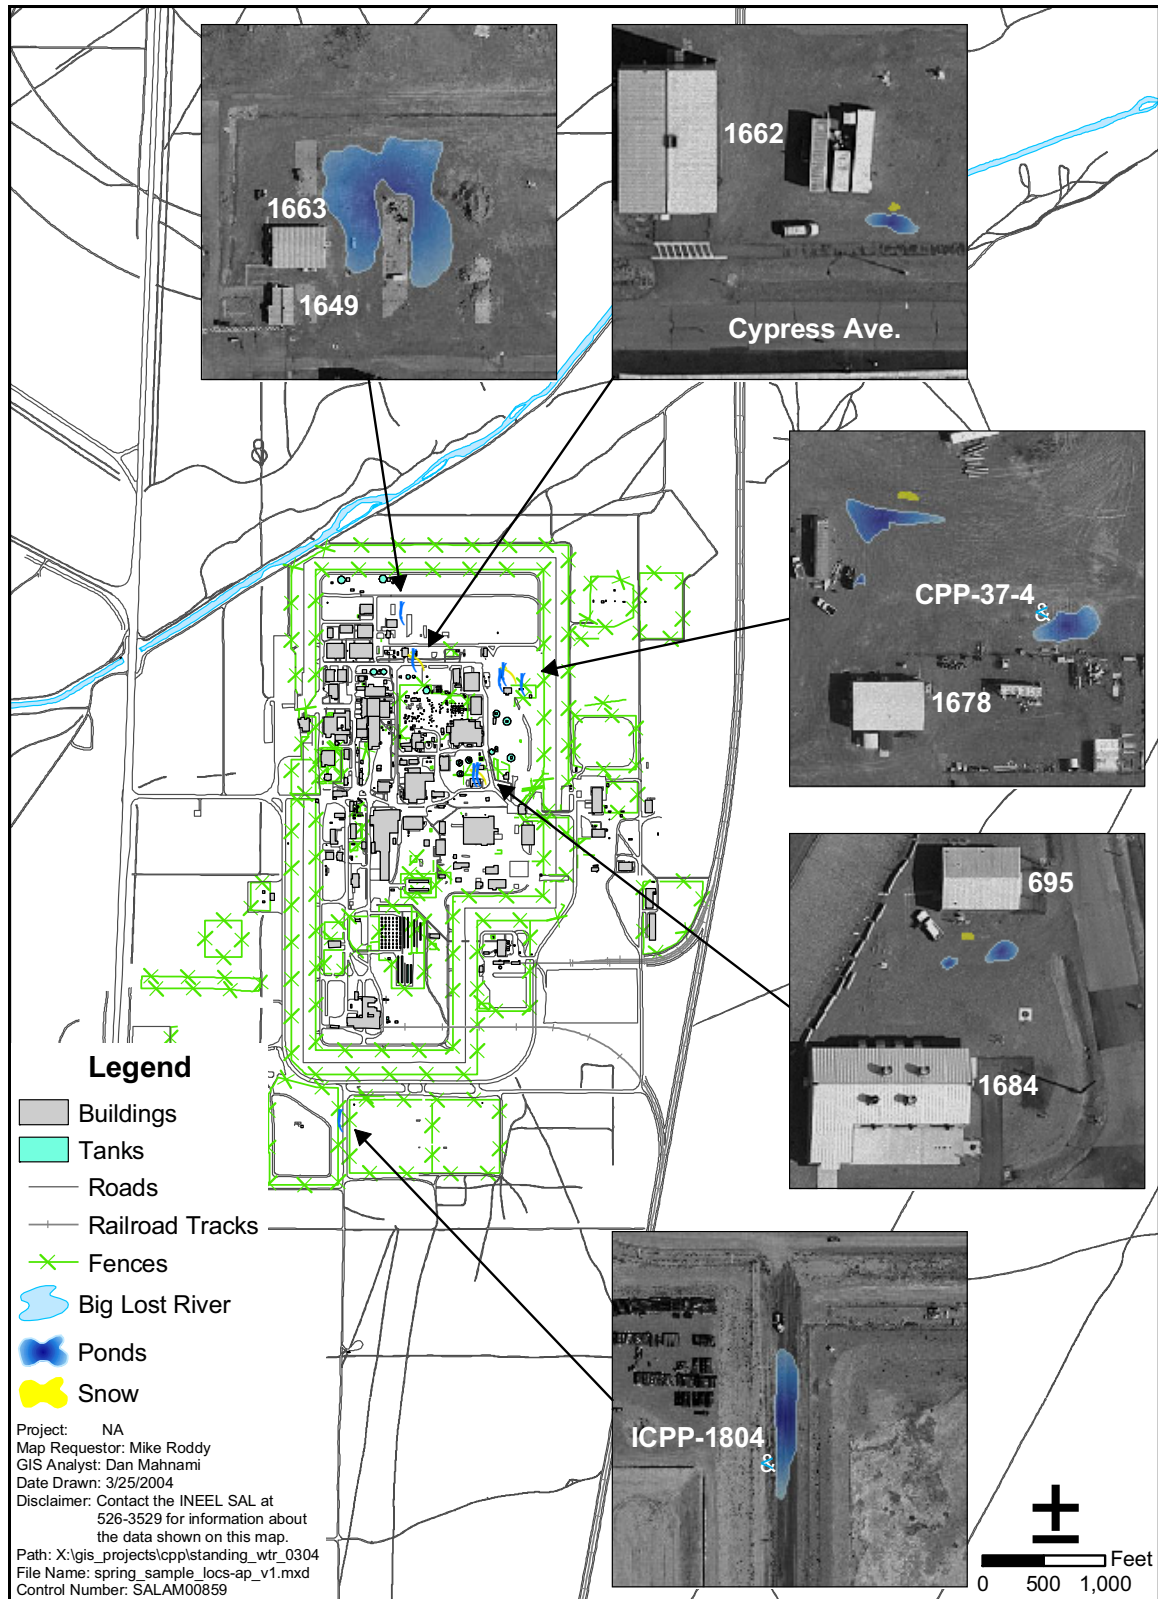 1663
1649
1662
Cypress Ave.
CPP-37-4
&
1678
695
1684
ICPP-1804
&
Legend
Buildings
Tanks
Roads
Railroad Tracks
Fences
Big Lost River
Ponds
Snow
Project: NA
Map Requestor: Mike Roddy
GIS Analyst: Dan Mahnami
Date Drawn: 3/25/2004
Disclaimer: Contact the INEEL SAL at
526-3529 for information about
the data shown on this map.
Path: X:\gis_projects\cpp\standing_wtr_0304
File Name: spring_sample_locs-ap_v1.mxd
Control Number: SALAM00859
±
Feet
0 500 1,000